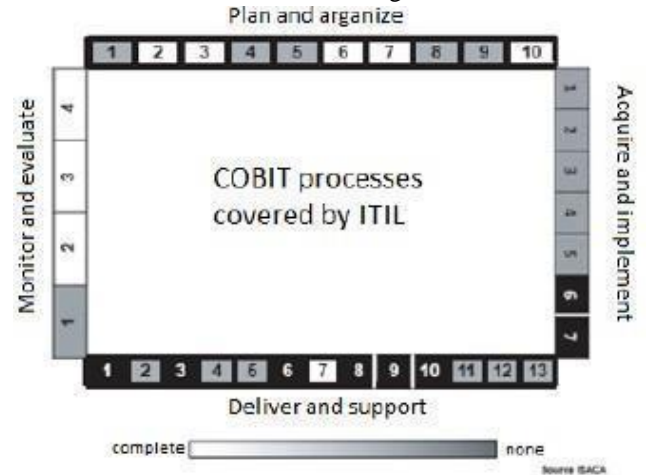 Plan and arganize
1 2 3 4 5 6 7 8 9 10
Monitor and evaluate
4
3
2
1
COBIT processes
covered by ITIL
1
2
3
4
5
6
7
Acquire and implement
1 2 3 4 5 6 7 8 9 10 11 12 13
Deliver and support
complete none
Source ISACA